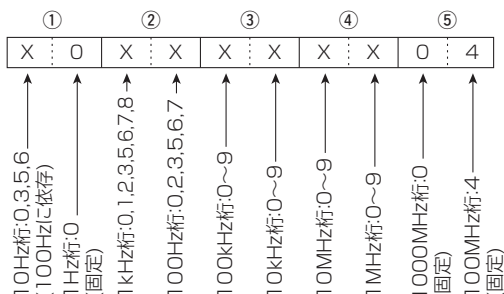 ① ② ③ ④ ⑤
X 0 X X X X X X 0 4
10Hz桁:0,3,5,6
(100Hzに依存)
1Hz桁:0
(固定)
1kHz桁:0,1,2,3,5,6,7,8
100Hz桁:0,2,3,5,6,7
100kHz桁:0~9
10kHz桁:0~9
10MHz桁:0~9
1MHz桁:0~9
1000MHz桁:0
(固定)
100MHz桁:4
(固定)